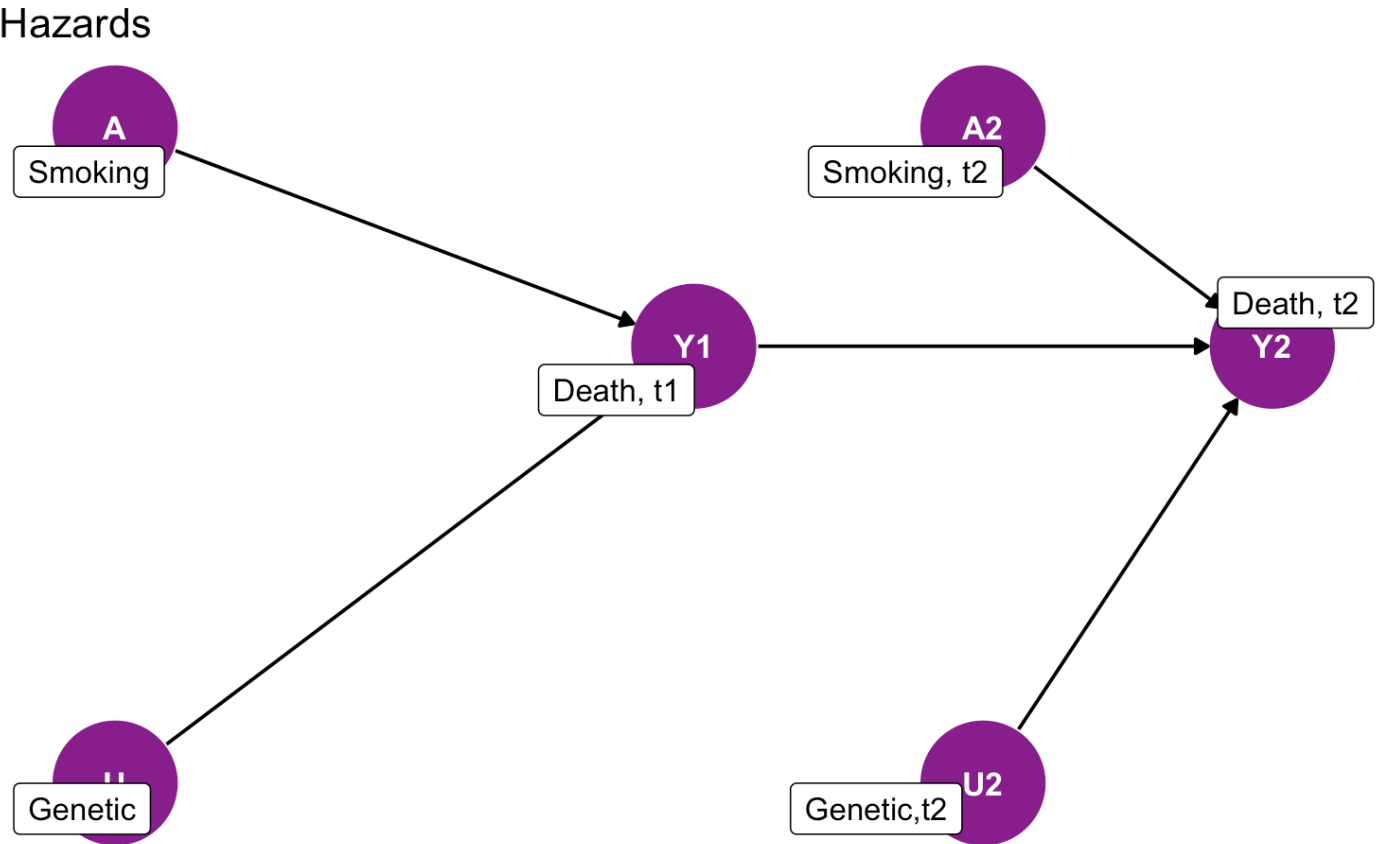 Hazards
A
Smoking
A2
Smoking, t2
Death, t2
Y1
Y2
Death, t1
Genetic
U2
Genetic,t2